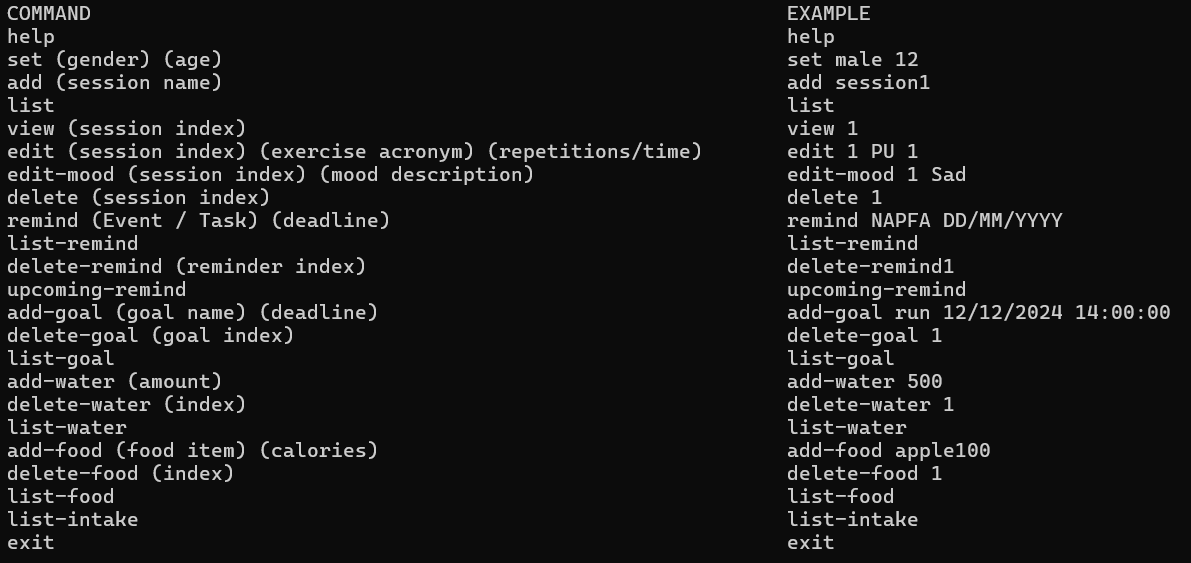 COMMAND EXAMPLE
help help
set (gender) (age) set male 12
add (session name) add session1
list list
view (session index) view 1
edit (session index) (exercise acronym) (repetitions/time) edit 1 PU 1
edit-mood (session index) (mood description) edit-mood 1 Sad
delete (session index) delete 1
remind (Event / Task) (deadline) remind NAPFA DD/MM/YYYY
list-remind list-remind
delete-remind (reminder index) delete-remind1
upcoming-remind upcoming-remind
add-goal (goal name) (deadline) add-goal run 12/12/2024 14:00:00
delete-goal (goal index) delete-goal 1
list-goal list-goal
add-water (amount) add-water 500
delete-water (index) delete-water 1
list-water list-water
add-food (food item) (calories) add-food apple100
delete-food (index) delete-food 1
list-food list-food
list-intake list-intake
exit exit